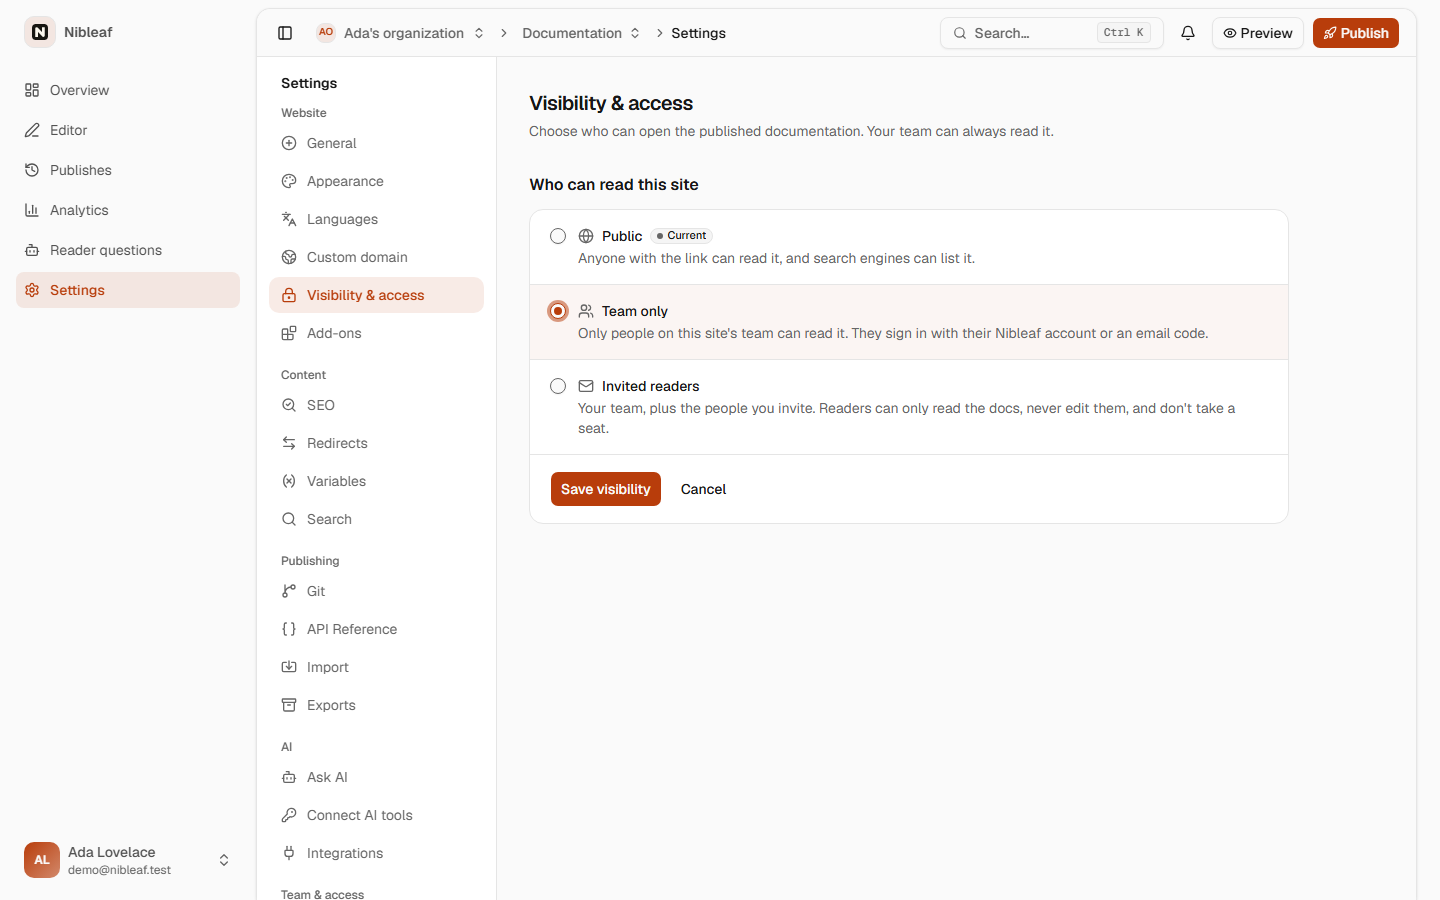 Nibleaf
Overview
Editor
Publishes
Analytics
Reader questions
Settings
AL
Ada Lovelace
demo@nibleaf.test
AO
Ada's organization
Documentation
Settings
Search...
Ctrl K
Preview
Publish
Settings
Website
General
Appearance
Languages
Custom domain
Visibility & access
Add-ons
Content
SEO
Redirects
Variables
Search
Publishing
Git
API Reference
Import
Exports
AI
Ask AI
Connect AI tools
Integrations
Team & access
Visibility & access
Choose who can open the published documentation. Your team can always read it.
Who can read this site
Public
Current
Anyone with the link can read it, and search engines can list it.
Team only
Only people on this site's team can read it. They sign in with their Nibleaf account or an email code.
Invited readers
Your team, plus the people you invite. Readers can only read the docs, never edit them, and don't take a
seat.
Save visibility
Cancel